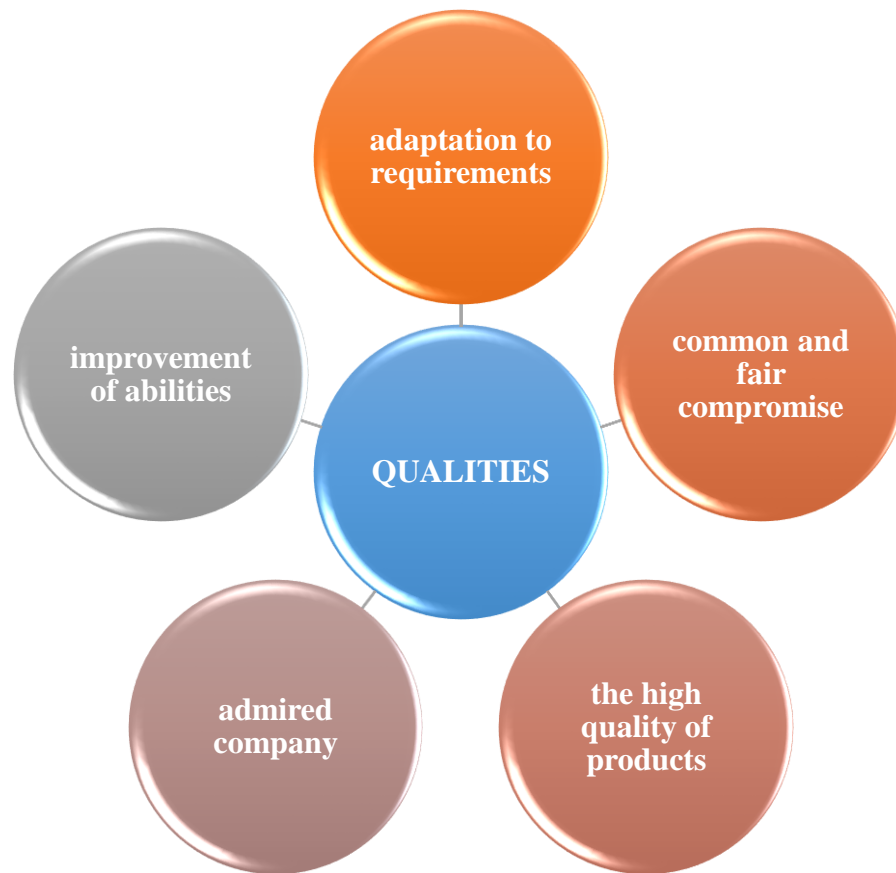 adaptation to
requirements
common and
fair
compromise
the high
quality of
products
admired
company
improvement
of abilities
QUALITIES